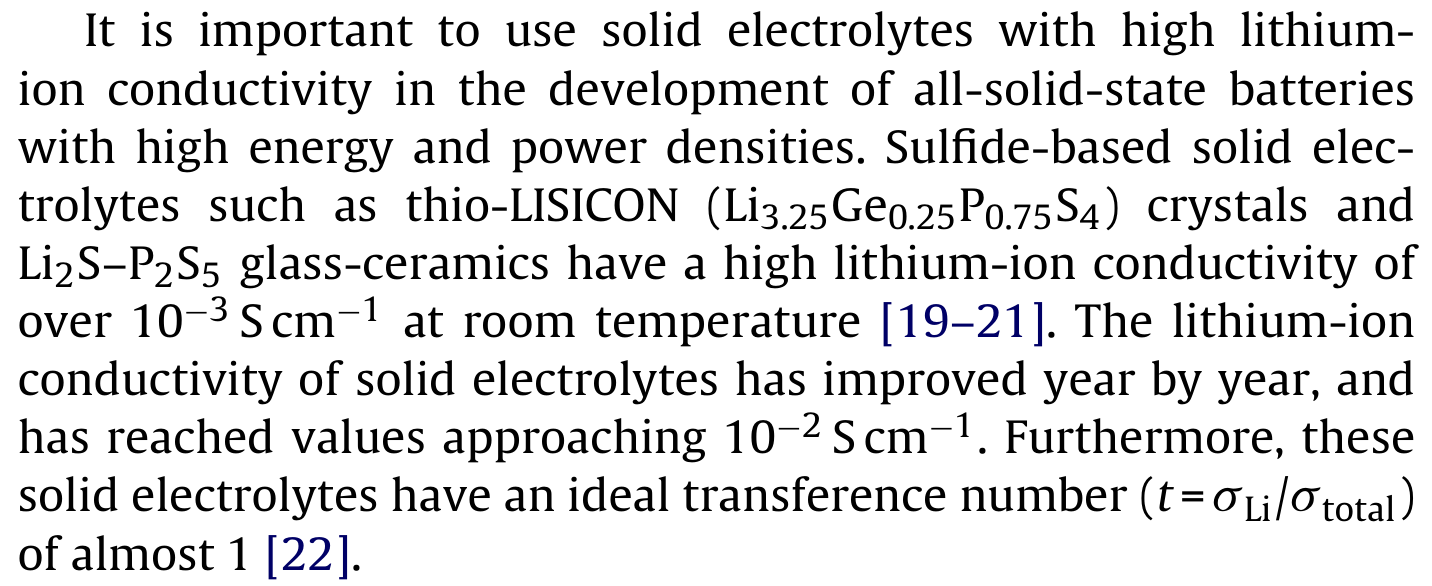 It is important to use solid electrolytes with high lithium-
ion conductivity in the development of all-solid-state batteries
with high energy and power densities. Sulfide-based solid elec-
trolytes such as thio-LISICON (Li₃.₂₅Ge₀.₂₅P₀.₇₅S₄) crystals and
Li₂S–P₂S₅ glass-ceramics have a high lithium-ion conductivity of
over 10⁻³ S cm⁻¹ at room temperature [19–21]. The lithium-ion
conductivity of solid electrolytes has improved year by year, and
has reached values approaching 10⁻² S cm⁻¹. Furthermore, these
solid electrolytes have an ideal transference number (t = σLi/σtotal)
of almost 1 [22].